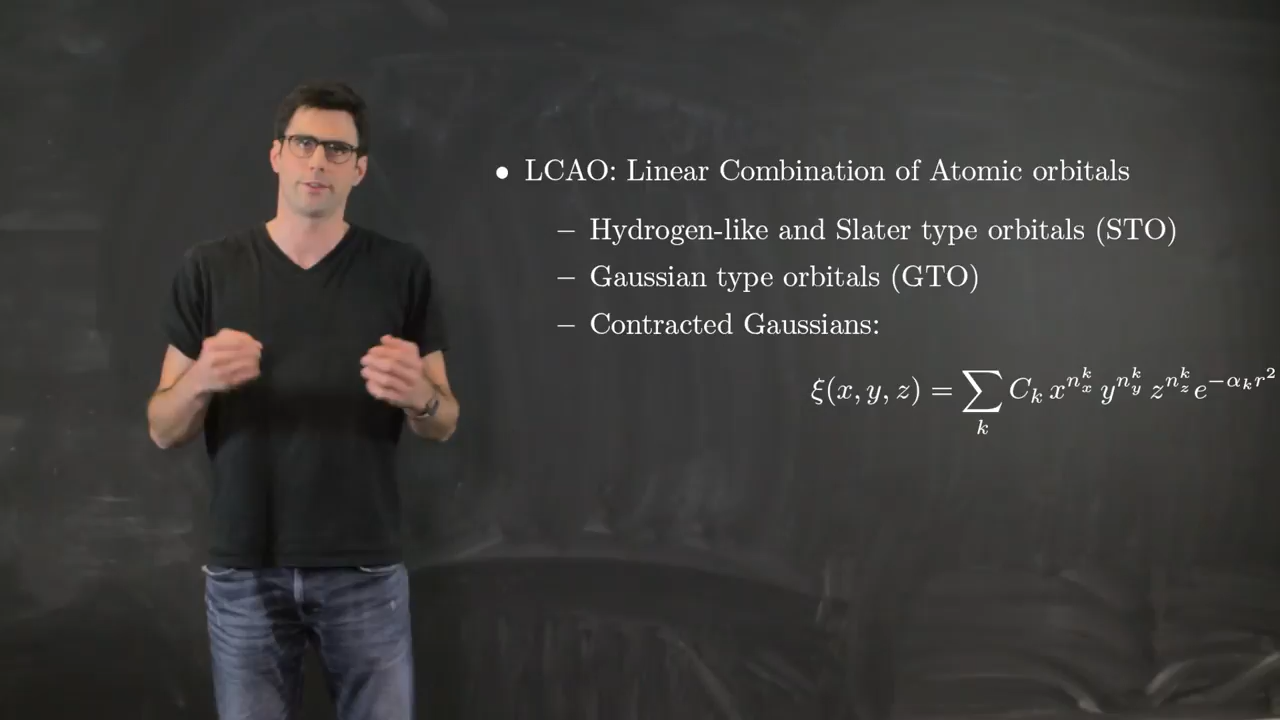 • LCAO: Linear Combination of Atomic orbitals
– Hydrogen-like and Slater type orbitals (STO)
– Gaussian type orbitals (GTO)
– Contracted Gaussians:
ξ(x, y, z) = ∑_k C_k x^{n_x^k} y^{n_y^k} z^{n_z^k} e^{−α_k r^2}